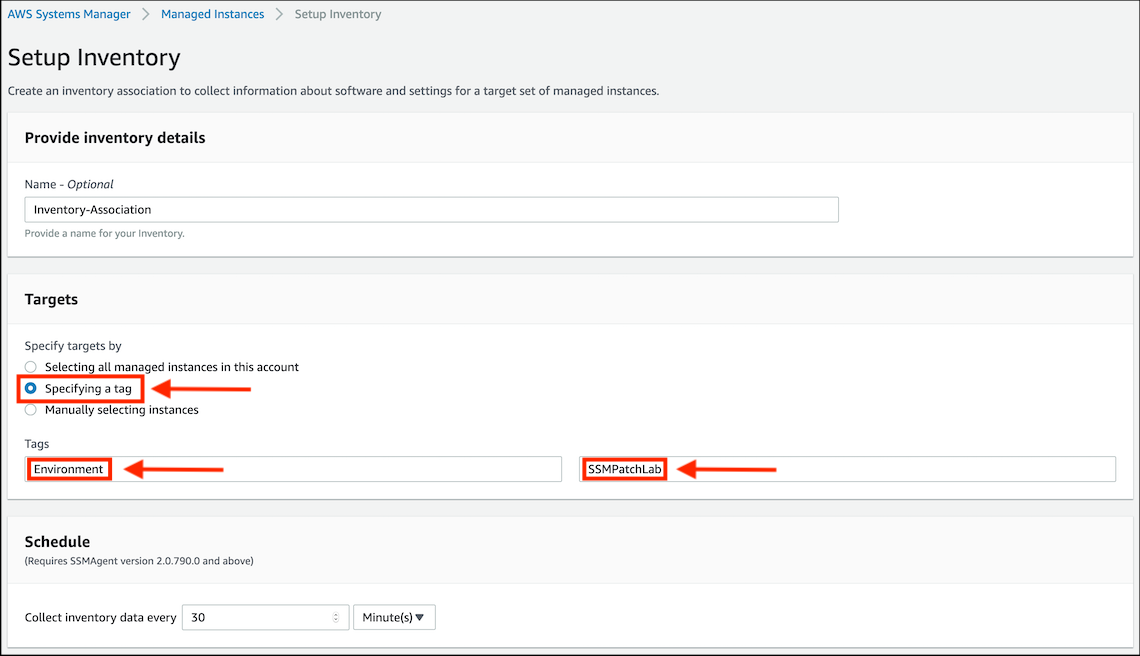 AWS Systems Manager > Managed Instances > Setup Inventory
Setup Inventory
Create an inventory association to collect information about software and settings for a target set of managed instances.
Provide inventory details
Name - Optional
Inventory-Association
Provide a name for your Inventory.
Targets
Specify targets by
Selecting all managed instances in this account
Specifying a tag
Manually selecting instances
Tags
Environment SSMPatchLab
Schedule
(Requires SSMAgent version 2.0.790.0 and above)
Collect inventory data every 30 Minute(s)